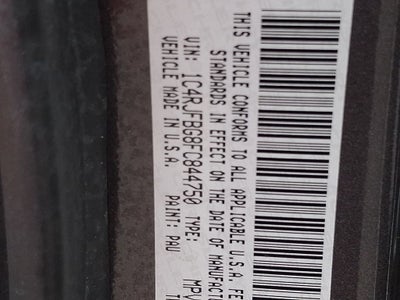 THIS VEHICLE CONFORMS TO ALL APPLICABLE U.S.A. FE
STANDARDS IN EFFECT ON THE DATE OF MANUFACT
VIN: 1C4RJFBG8FC844750 TYPE: MPV
VEHICLE MADE IN U.S.A. PAINT: PAU